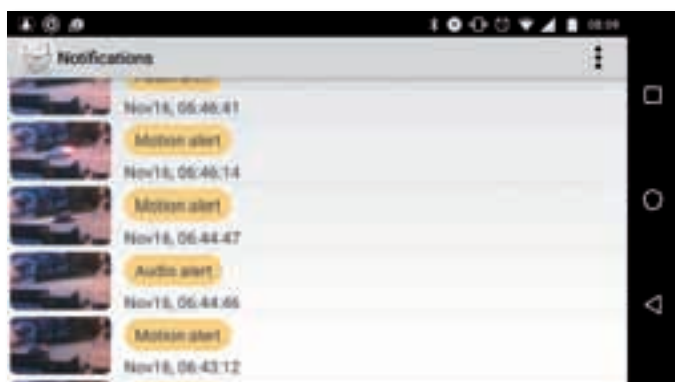 Notifications
Nov16, 06:46:41
Motion alert
Nov16, 06:46:14
Motion alert
Nov16, 06:44:47
Audio alert
Nov16, 06:44:46
Motion alert
Nov16, 06:43:12